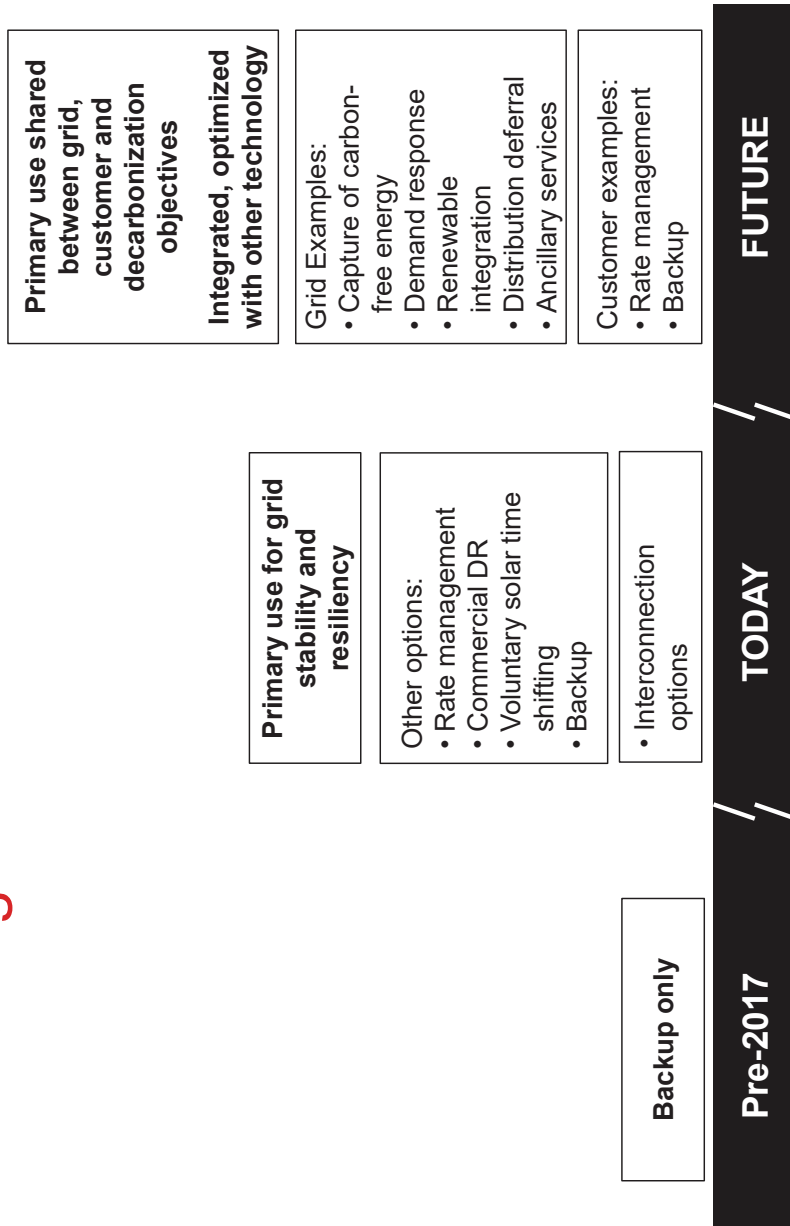 Primary use shared
between grid,
customer and
decarbonization
objectives
Integrated, optimized
with other technology
Grid Examples:
• Capture of carbon-
free energy
• Demand response
• Renewable
integration
• Distribution deferral
• Ancillary services
Customer examples:
• Rate management
• Backup
FUTURE
Primary use for grid
stability and
resiliency
Other options:
• Rate management
• Commercial DR
• Voluntary solar time
shifting
• Backup
• Interconnection
options
TODAY
Backup only
Pre-2017